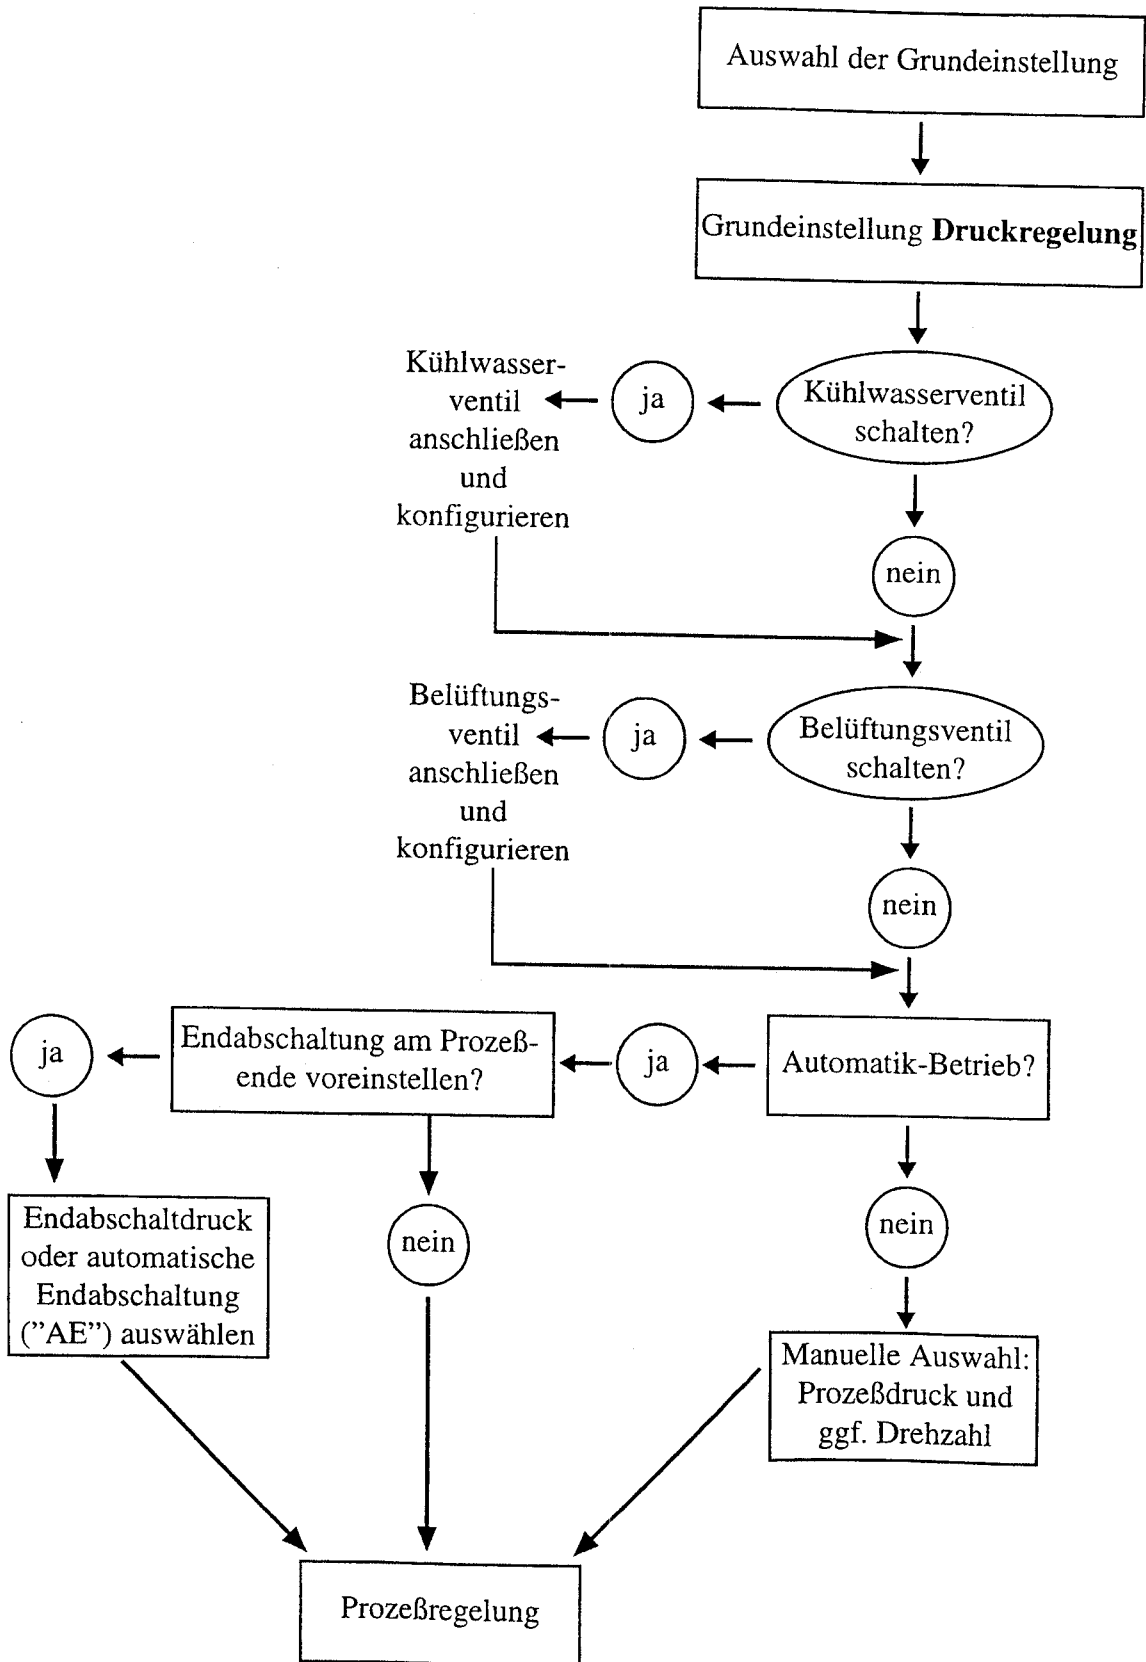 Auswahl der Grundeinstellung
Grundeinstellung Druckregelung
Kühlwasserventil
schalten?
ja
Kühlwasser-
ventil
anschließen
und
konfigurieren
nein
Belüftungsventil
schalten?
ja
Belüftungs-
ventil
anschließen
und
konfigurieren
nein
Automatik-Betrieb?
ja
Endabschaltung am Prozeß-
ende voreinstellen?
ja
Endabschaltdruck
oder automatische
Endabschaltung
("AE") auswählen
nein
nein
Manuelle Auswahl:
Prozeßdruck und
ggf. Drehzahl
Prozeßregelung